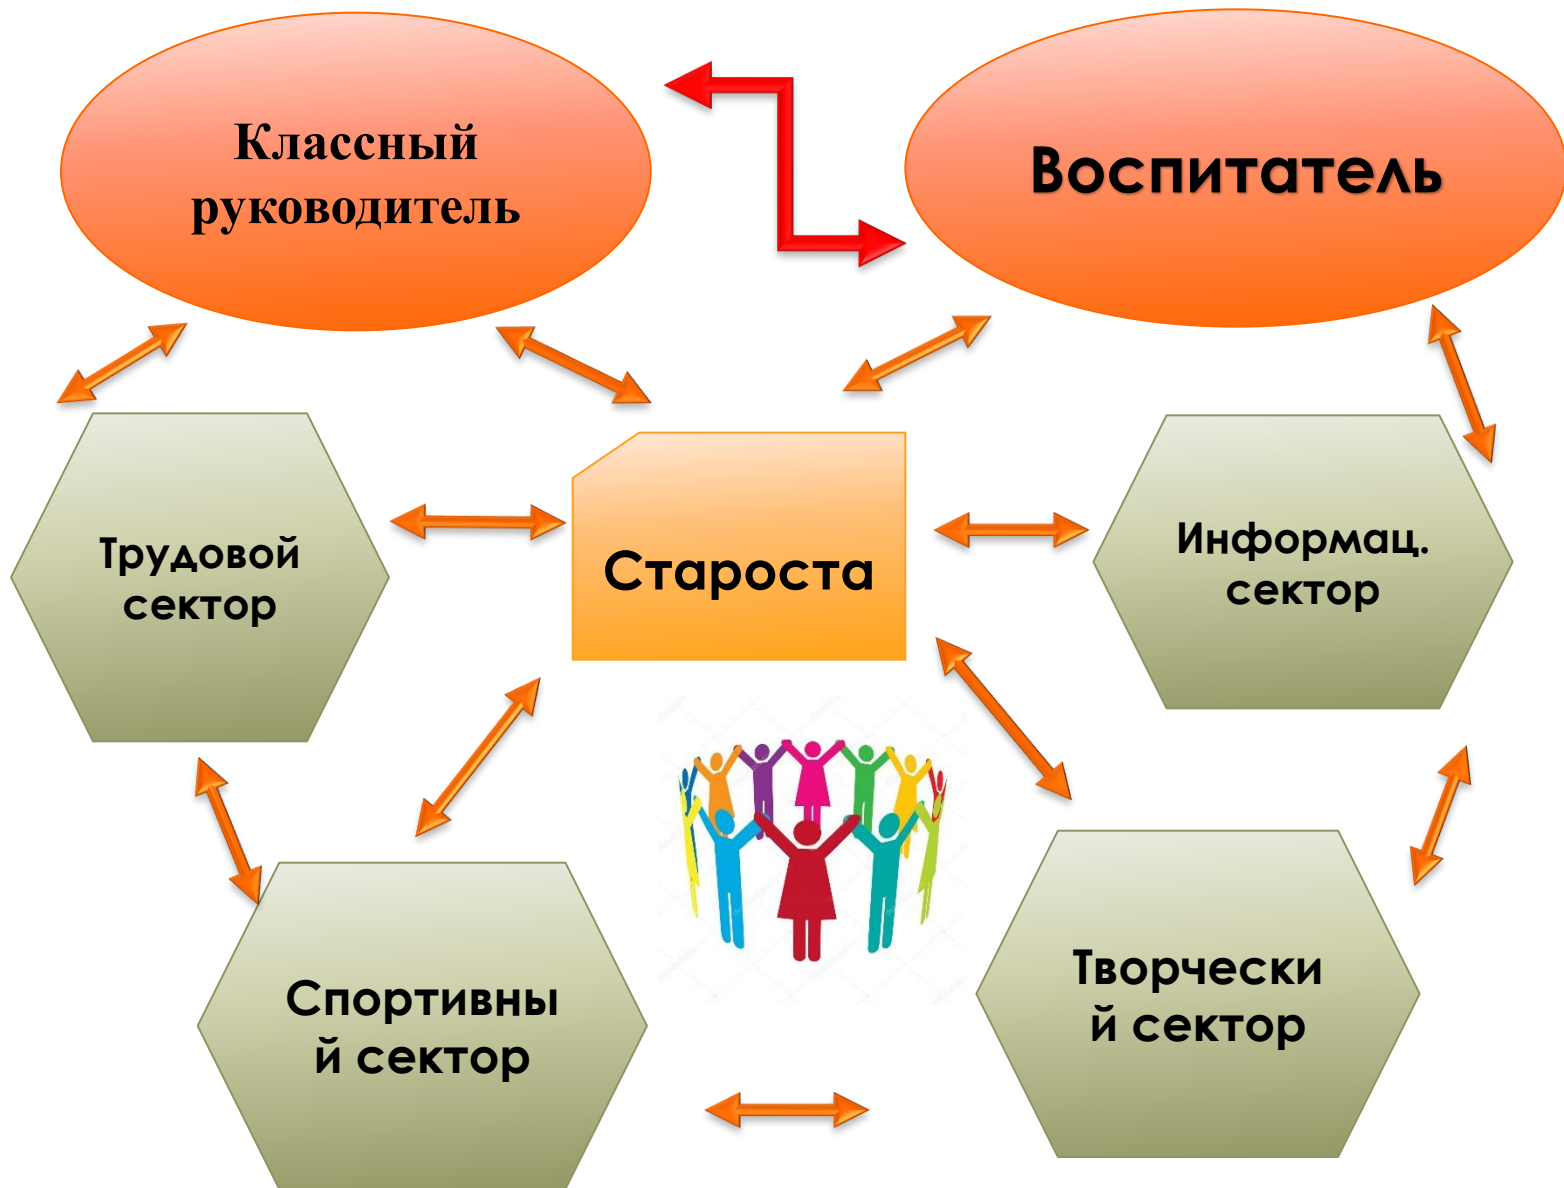 Классный
руководитель
Воспитатель
Трудовой
сектор
Староста
Информац.
сектор
Спортивны
й сектор
Творчески
й сектор